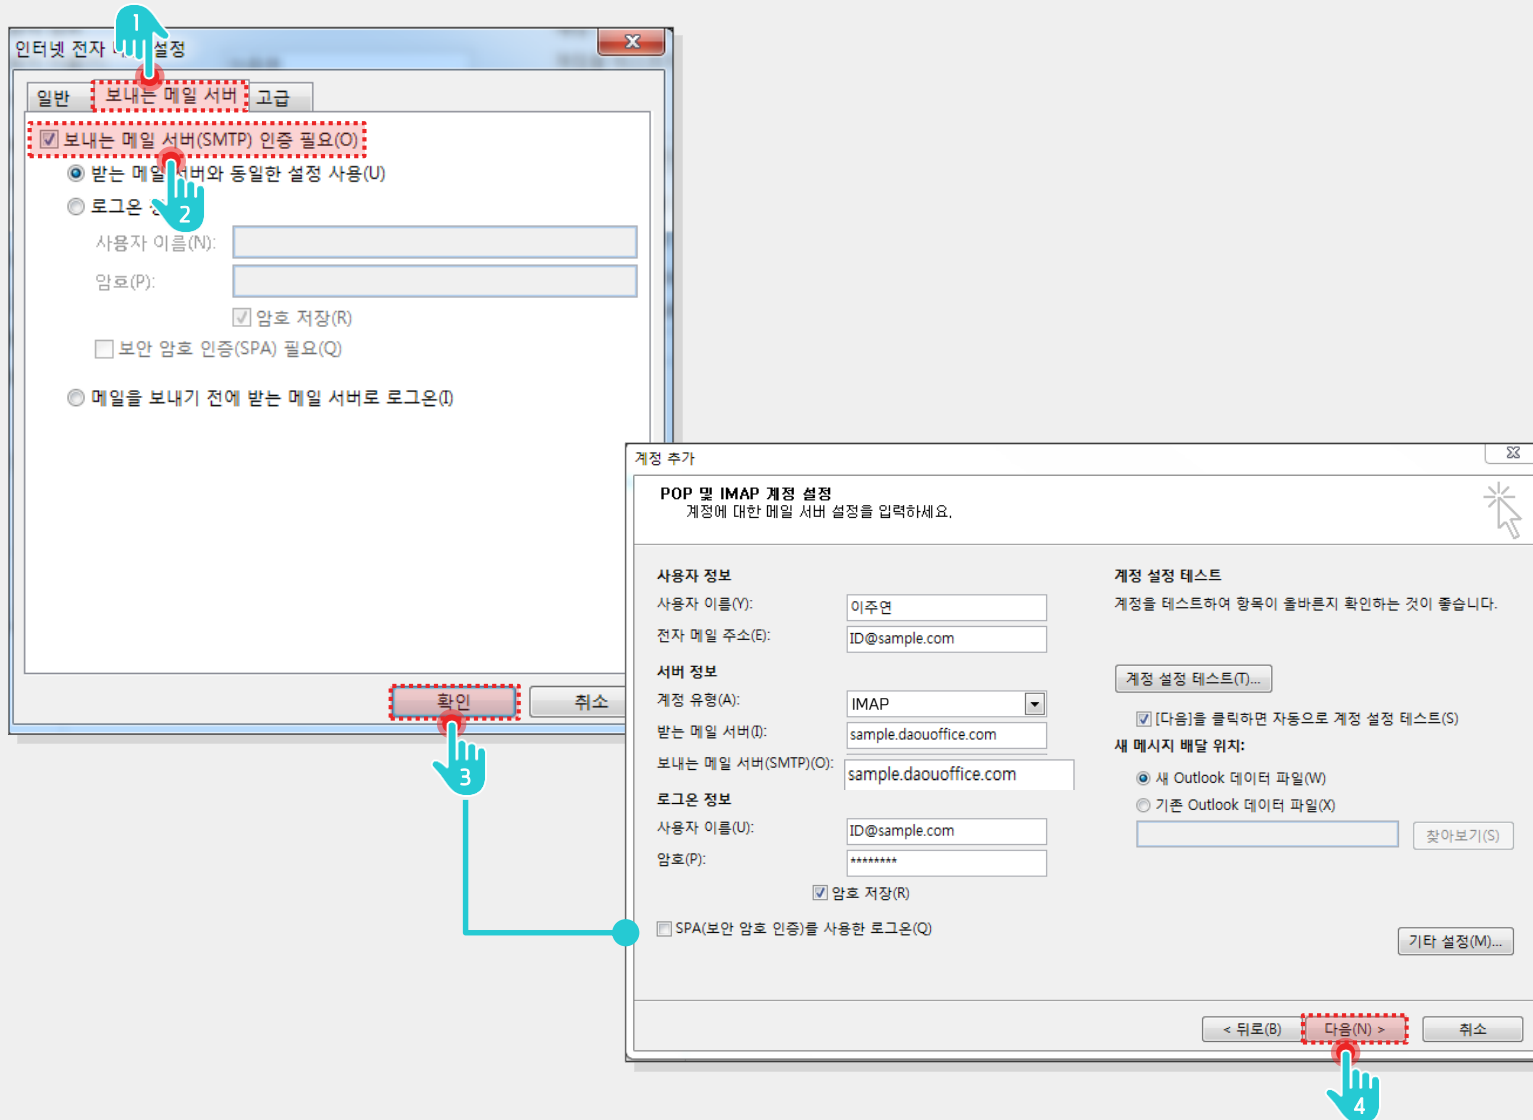 1
인터넷 전자 설정
일반
보내는 메일 서버
고급
보내는 메일 서버(SMTP) 인증 필요(O)
받는 메일 서버와 동일한 설정 사용(U)
2
로그온
사용자 이름(N):
암호(P):
암호 저장(R)
보안 암호 인증(SPA) 필요(Q)
메일을 보내기 전에 받는 메일 서버로 로그온(I)
확인
취소
3
계정 추가
POP 및 IMAP 계정 설정
계정에 대한 메일 서버 설정을 입력하세요.
사용자 정보
사용자 이름(Y):
이주연
전자 메일 주소(E):
ID@sample.com
서버 정보
계정 유형(A):
IMAP
받는 메일 서버(I):
sample.daouoffice.com
보내는 메일 서버(SMTP)(O):
sample.daouoffice.com
로그온 정보
사용자 이름(U):
ID@sample.com
암호(P):
********
암호 저장(R)
SPA(보안 암호 인증)를 사용한 로그온(Q)
계정 설정 테스트
계정을 테스트하여 항목이 올바른지 확인하는 것이 좋습니다.
계정 설정 테스트(T)...
[다음]을 클릭하면 자동으로 계정 설정 테스트(S)
새 메시지 배달 위치:
새 Outlook 데이터 파일(W)
기존 Outlook 데이터 파일(X)
찾아보기(S)
기타 설정(M)...
< 뒤로(B)
다음(N) >
취소
4